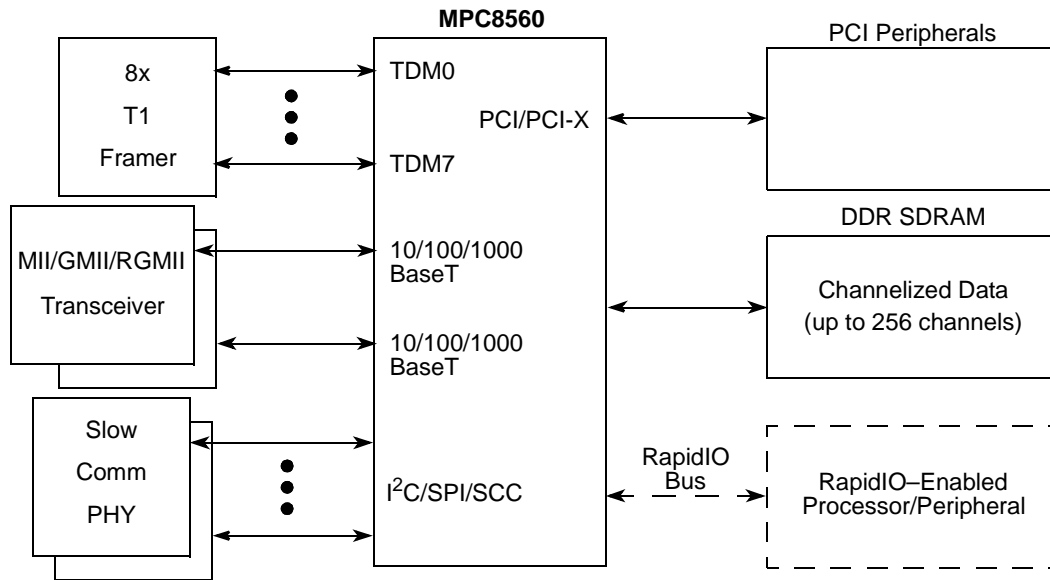 MPC8560
8x
T1
Framer
TDM0
TDM7
PCI/PCI-X
PCI Peripherals
MII/GMII/RGMII
Transceiver
10/100/1000
BaseT
10/100/1000
BaseT
DDR SDRAM
Channelized Data
(up to 256 channels)
Slow
Comm
PHY
I²C/SPI/SCC
RapidIO
Bus
RapidIO–Enabled
Processor/Peripheral